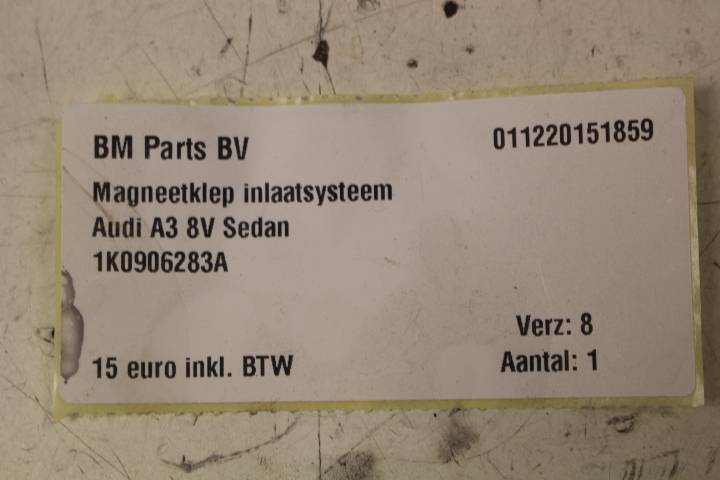 BM Parts BV
011220151859
Magneetklep inlaatsysteem
Audi A3 8V Sedan
1K0906283A
Verz: 8
15 euro inkl. BTW
Aantal: 1